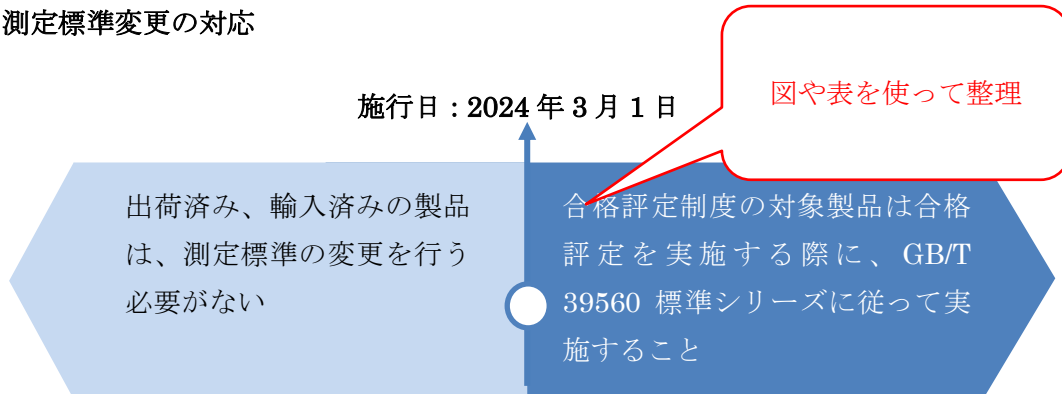 測定標準変更の対応
図や表を使って整理
施行日：2024 年 3 月 1 日
出荷済み、輸入済みの製品
は、測定標準の変更を行う
必要がない
合格評定制度の対象製品は合格
評定を実施する際に、GB/T
39560 標準シリーズに従って実
施すること